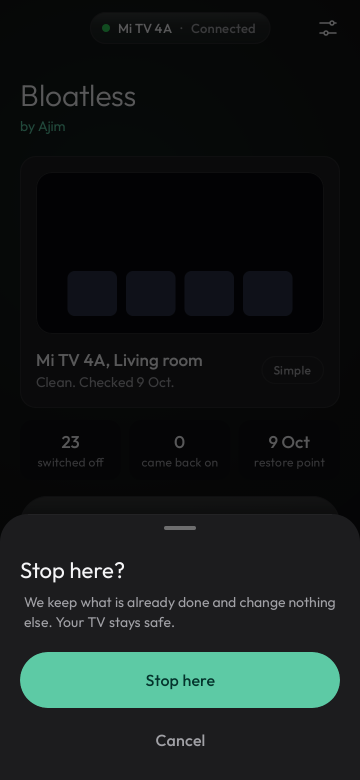 Mi TV 4A · Connected
Bloatless
by Ajim
Mi TV 4A, Living room
Clean. Checked 9 Oct.
Simple
23
switched off
0
came back on
9 Oct
restore point
Stop here?
We keep what is already done and change nothing
else. Your TV stays safe.
Stop here
Cancel